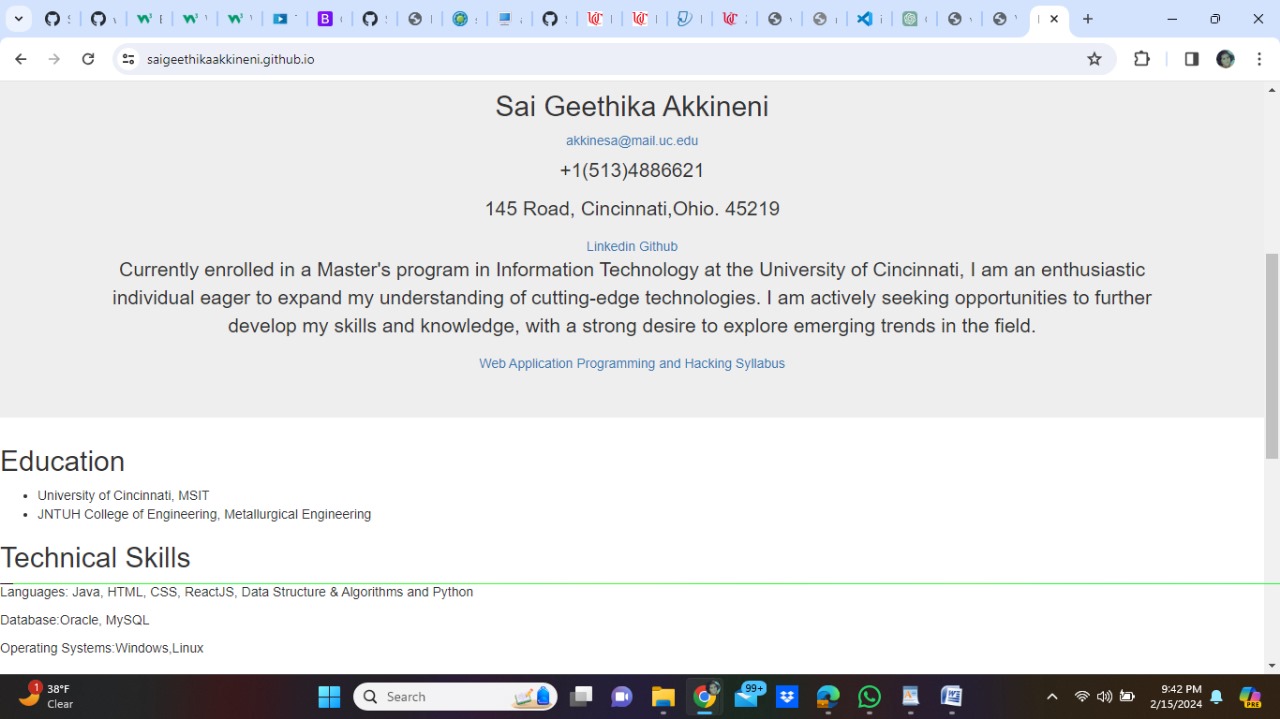 saigeethikaakkineni.github.io
Sai Geethika Akkineni
akkinesa@mail.uc.edu
+1(513)4886621
145 Road, Cincinnati,Ohio. 45219
Linkedin Github
Currently enrolled in a Master's program in Information Technology at the University of Cincinnati, I am an enthusiastic
individual eager to expand my understanding of cutting-edge technologies. I am actively seeking opportunities to further
develop my skills and knowledge, with a strong desire to explore emerging trends in the field.
Web Application Programming and Hacking Syllabus
Education
• University of Cincinnati, MSIT
• JNTUH College of Engineering, Metallurgical Engineering
Technical Skills
Languages: Java, HTML, CSS, ReactJS, Data Structure & Algorithms and Python
Database:Oracle, MySQL
Operating Systems:Windows,Linux
1
38°F
Clear
Search
99+
9:42 PM
2/15/2024
PRE